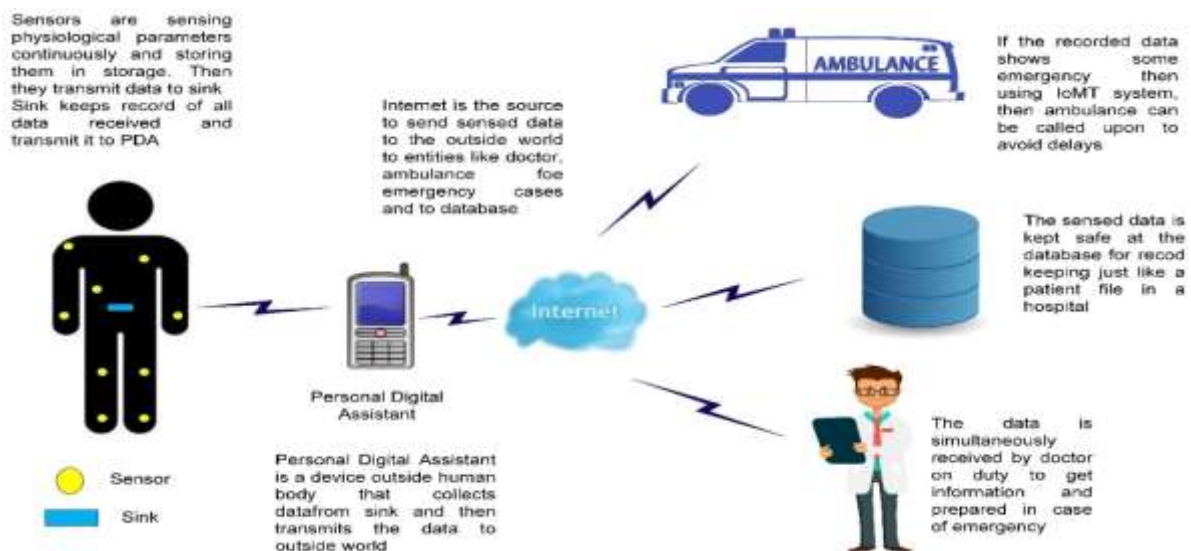 Sensors are sensing
physiological parameters
continuously and storing
them in storage. Then
they transmit data to sink
Sink keeps record of all
data received and
transmit it to PDA
Internet is the source
to send sensed data
to the outside world
to entities like doctor,
ambulance foe
emergency cases
and to database
AMBULANCE
If the recorded data
shows some
emergency then
using IoMT system,
then ambulance can
be called upon to
avoid delays
Internet
The sensed data is
kept safe at the
database for recod
keeping just like a
patient file in a
hospital
Personal Digital
Assistant
Sensor
Sink
Personal Digital Assistant
is a device outside human
body that collects
datafrom sink and then
transmits the data to
outside world
The data is
simultaneously
received by doctor
on duty to get
information and
prepared in case
of emergency